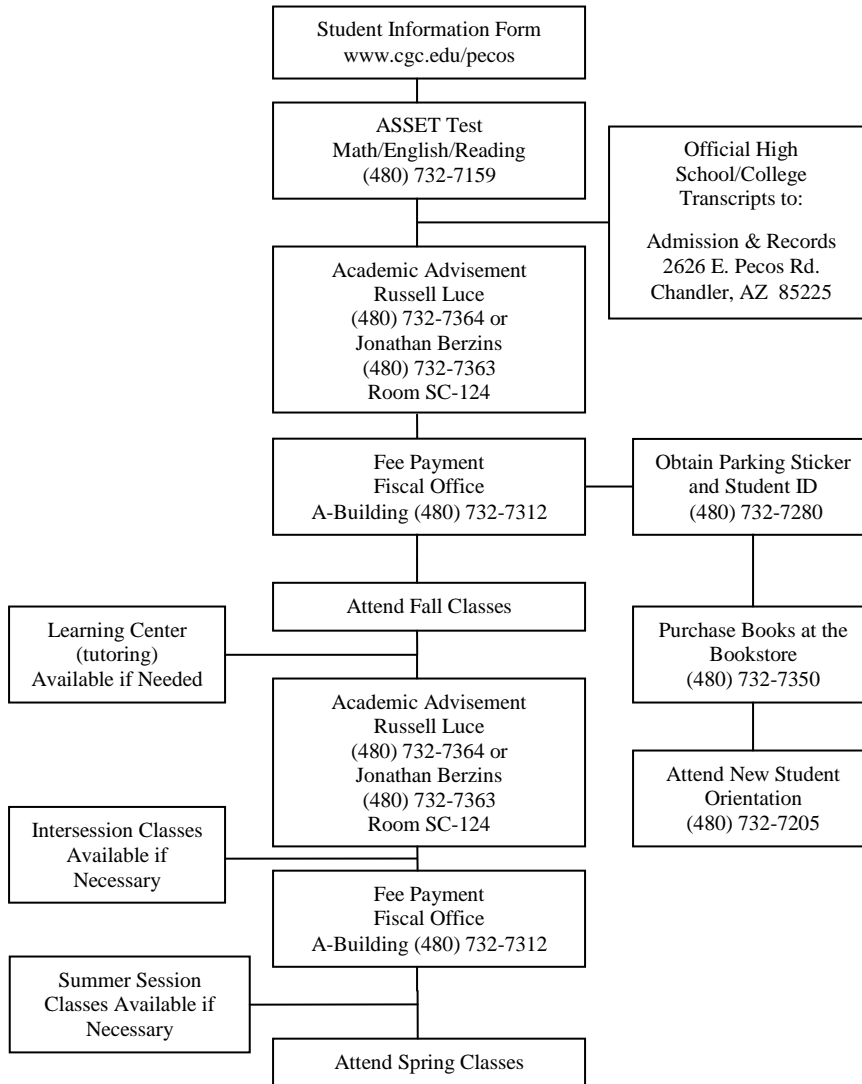 Student Information Form
www.cgc.edu/pecos
ASSET Test
Math/English/Reading
(480) 732-7159
Official High
School/College
Transcripts to:
Admission & Records
2626 E. Pecos Rd.
Chandler, AZ 85225
Academic Advisement
Russell Luce
(480) 732-7364 or
Jonathan Berzins
(480) 732-7363
Room SC-124
Fee Payment
Fiscal Office
A-Building (480) 732-7312
Obtain Parking Sticker
and Student ID
(480) 732-7280
Attend Fall Classes
Learning Center
(tutoring)
Available if Needed
Purchase Books at the
Bookstore
(480) 732-7350
Academic Advisement
Russell Luce
(480) 732-7364 or
Jonathan Berzins
(480) 732-7363
Room SC-124
Attend New Student
Orientation
(480) 732-7205
Intersession Classes
Available if
Necessary
Fee Payment
Fiscal Office
A-Building (480) 732-7312
Summer Session
Classes Available if
Necessary
Attend Spring Classes